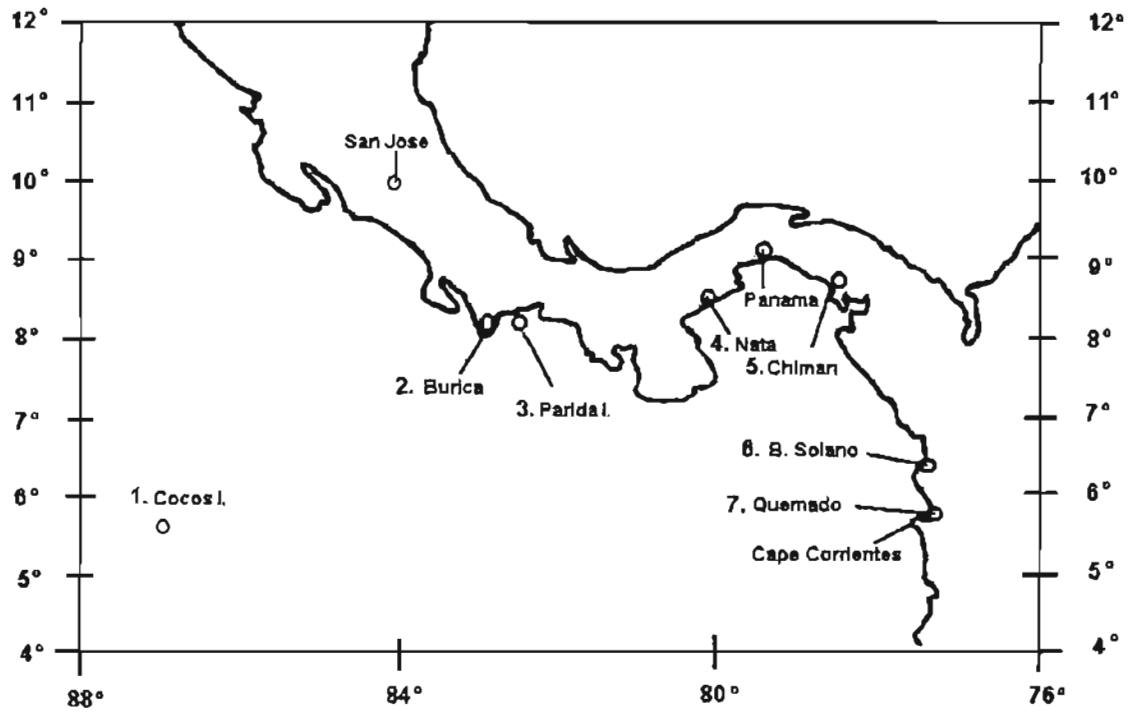 12° 12°
11° 11°
San Jose
10° 10°
9° 9°
Panama
8° 4. Nata 8°
5. Chiman
2. Burica
3. Parida I.
7° 7°
6. B. Solano
1. Cocos I.
6° 6°
7. Quemado
Cape Corrientes
5° 5°
4° 4°
88° 84° 80° 76°